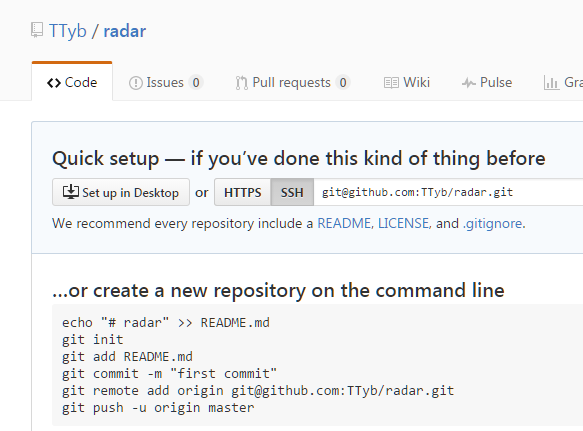 TTyb / radar
Code Issues 0 Pull requests 0 Wiki Pulse Gra
Quick setup — if you’ve done this kind of thing before
Set up in Desktop or HTTPS SSH git@github.com:TTyb/radar.git
We recommend every repository include a README, LICENSE, and .gitignore.
…or create a new repository on the command line
echo "# radar" >> README.md
git init
git add README.md
git commit -m "first commit"
git remote add origin git@github.com:TTyb/radar.git
git push -u origin master